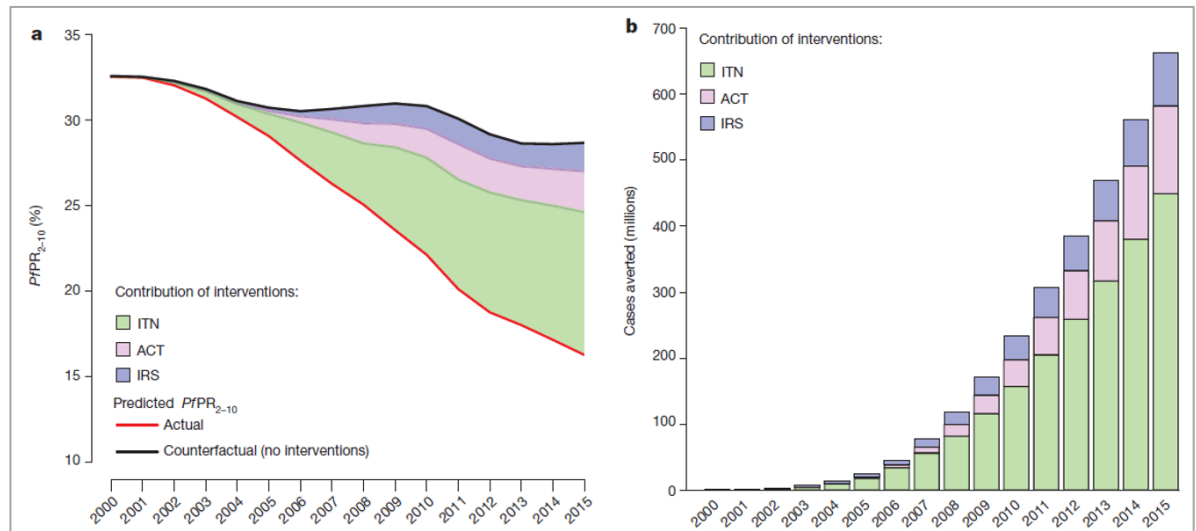 a
35
30
25
20
15
10
PfPR2–10 (%)
Contribution of interventions:
ITN
ACT
IRS
Predicted PfPR2–10
Actual
Counterfactual (no interventions)
2000 2001 2002 2003 2004 2005 2006 2007 2008 2009 2010 2011 2012 2013 2014 2015
b
700
600
500
400
300
200
100
0
Cases averted (millions)
Contribution of interventions:
ITN
ACT
IRS
2000 2001 2002 2003 2004 2005 2006 2007 2008 2009 2010 2011 2012 2013 2014 2015